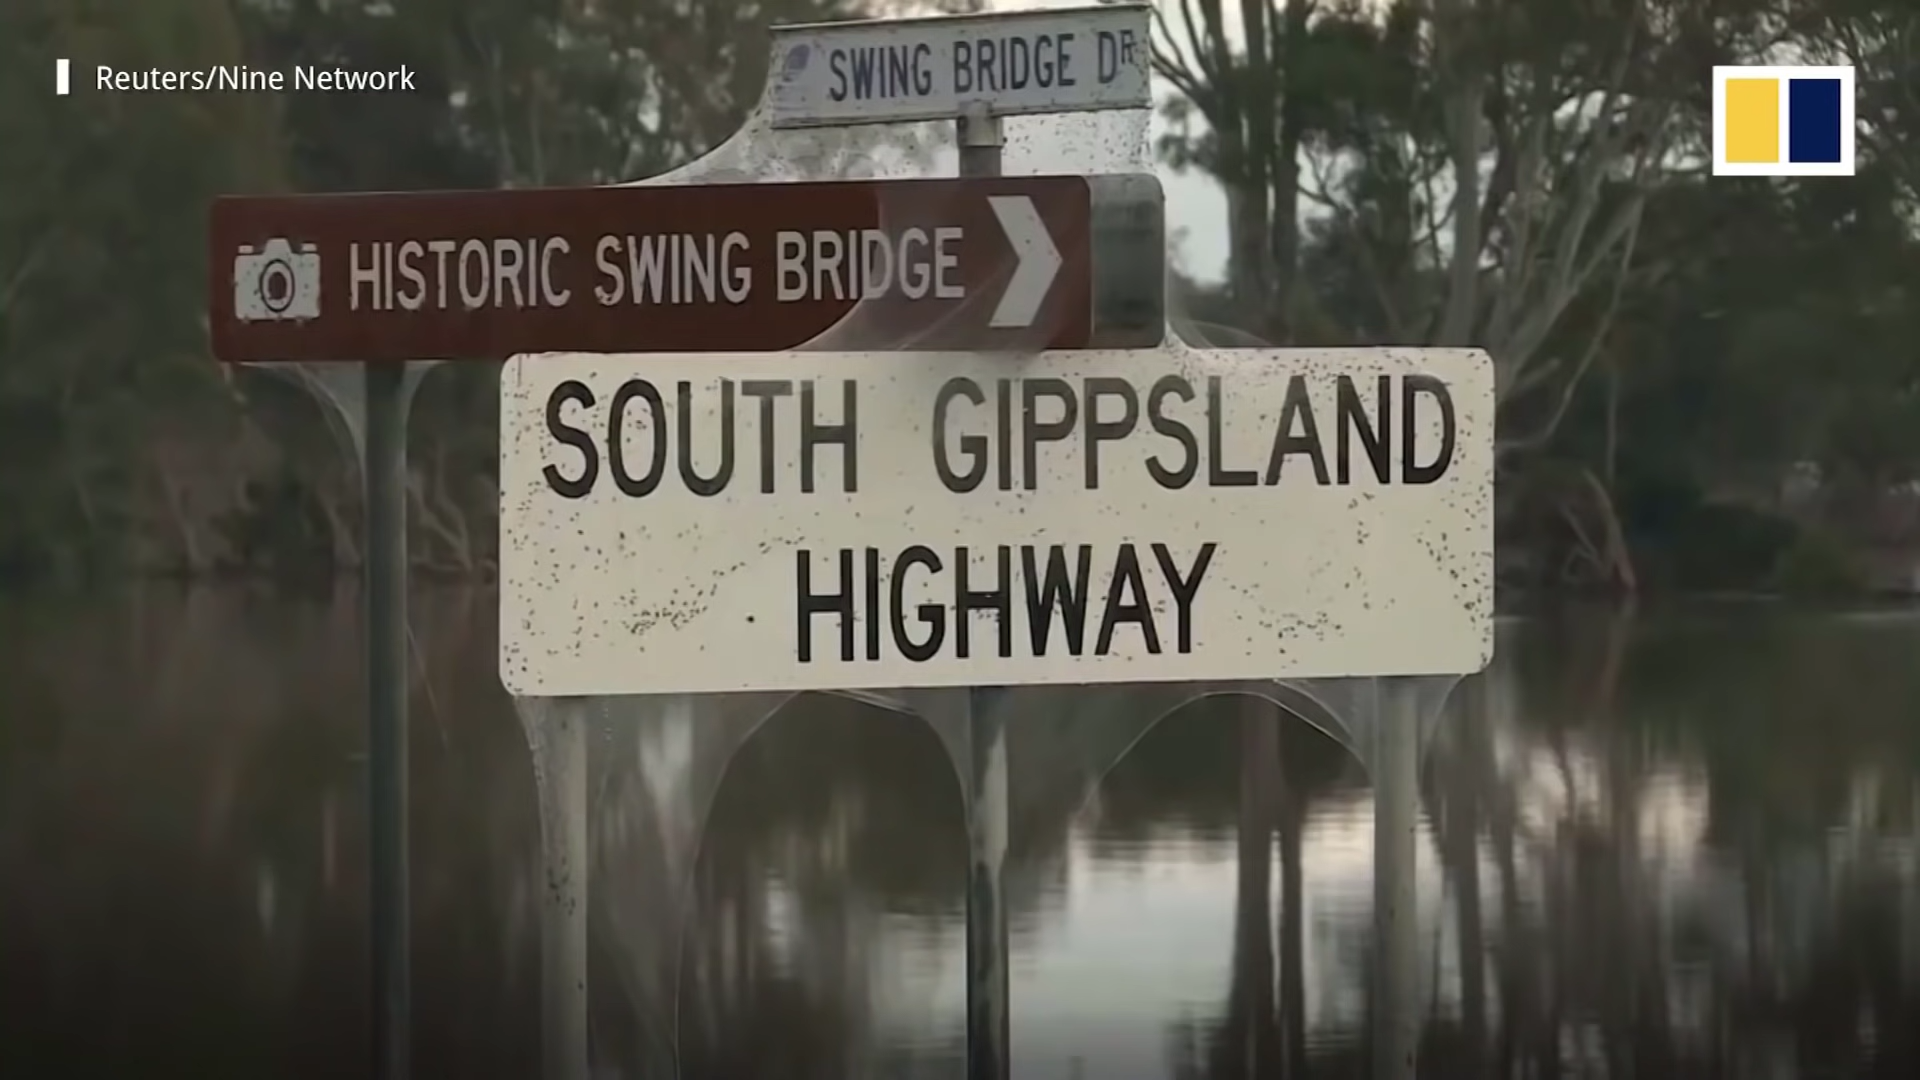 Reuters/Nine Network
SWING BRIDGE DR
HISTORIC SWING BRIDGE
SOUTH GIPPSLAND
HIGHWAY